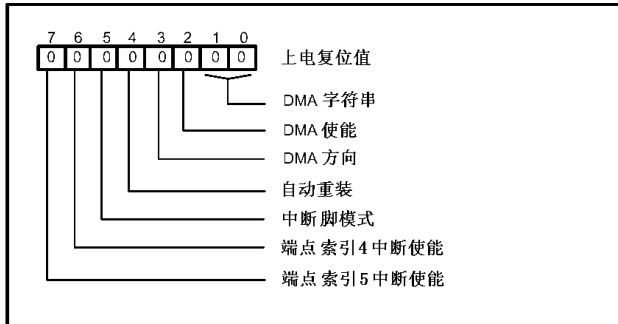 7 6 5 4 3 2 1 0
0 0 0 0 0 0 0 0 上电复位值
DMA 字符串
DMA 使能
DMA 方向
自动重装
中断脚模式
端点索引4中断使能
端点索引5中断使能